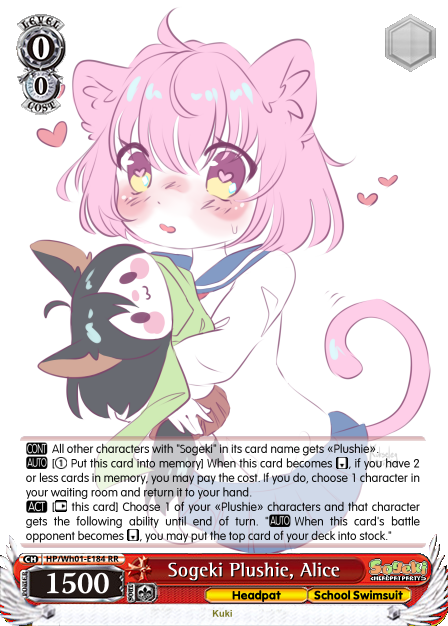 LEVEL
0
0
COST
CONT All other characters with "Sogeki" in its card name gets «Plushie».
AUTO [① Put this card into memory] When this card becomes , if you have 2
or less cards in memory, you may pay the cost. If you do, choose 1 character in
your waiting room and return it to your hand.
ACT [ this card] Choose 1 of your «Plushie» characters and that character
gets the following ability until end of turn. "AUTO When this card's battle
opponent becomes , you may put the top card of your deck into stock."
HP/Wh01-E184 RR
POWER
1500
SOUL
Sogeki Plushie, Alice
Sogeki
HEADPAT PARTY
Headpat
School Swimsuit
Kuki